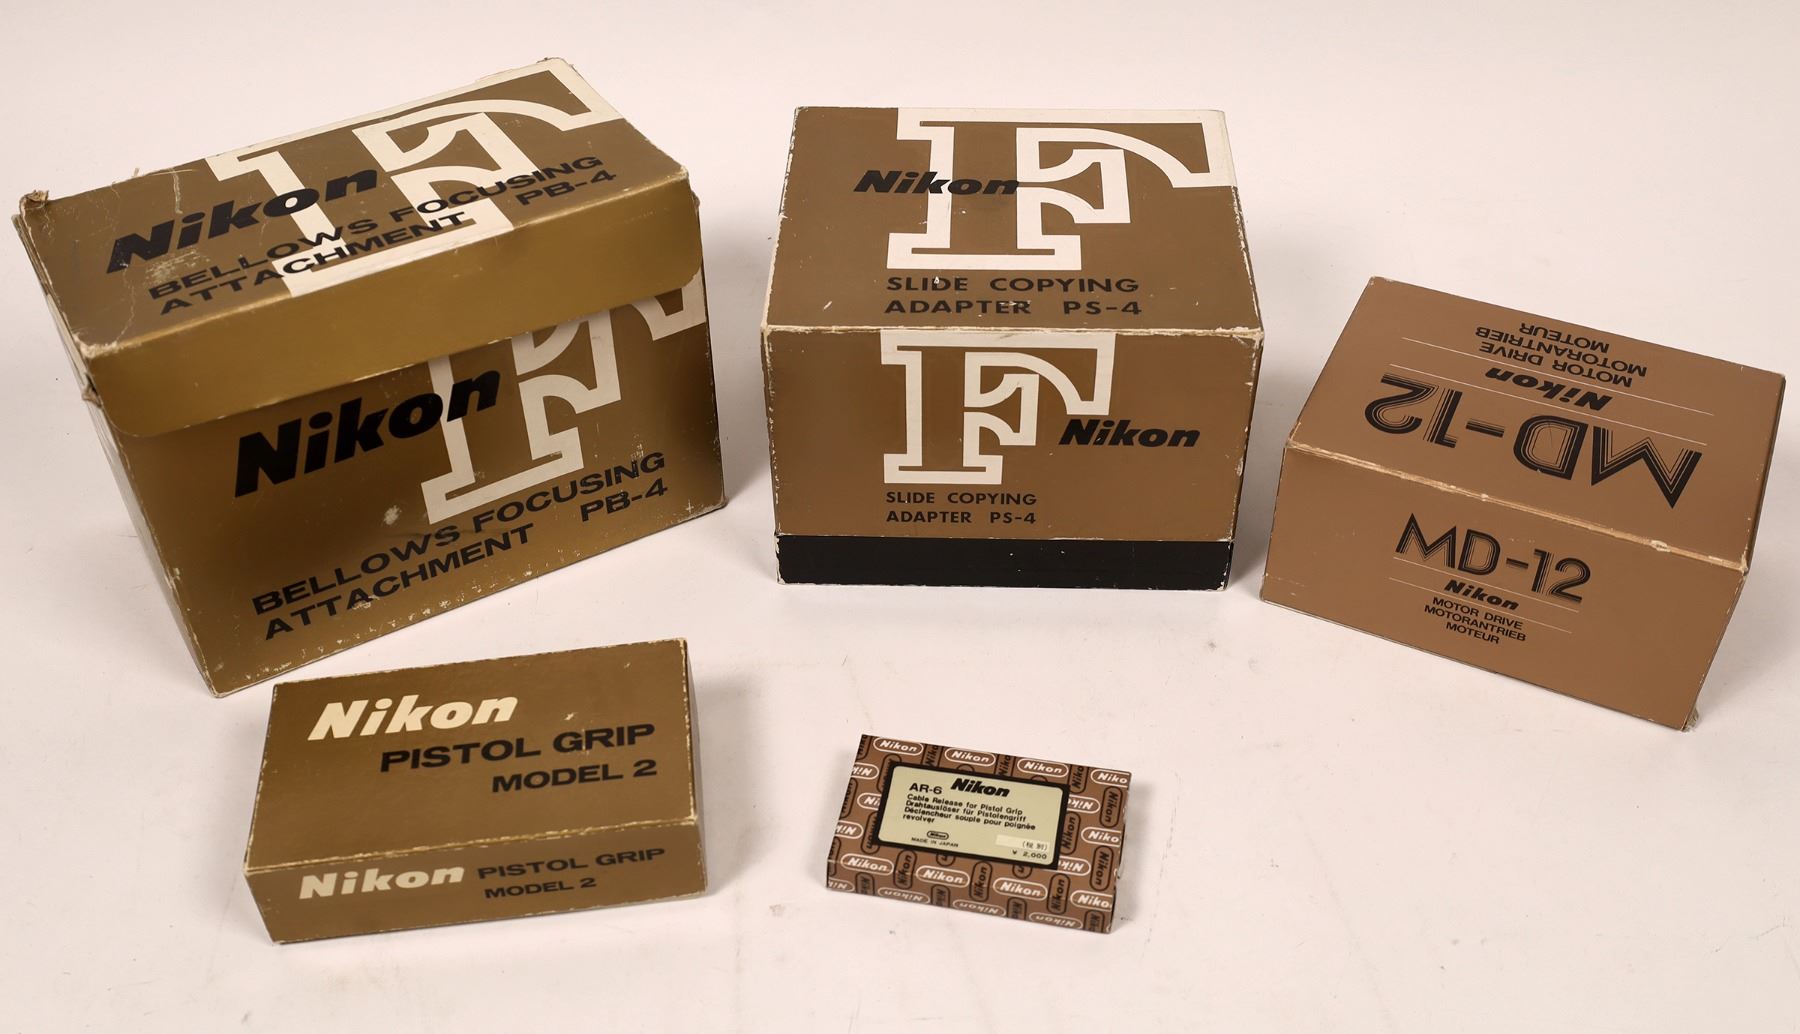 Nikon
BELLOWS FOCUSING
ATTACHMENT PB-4
Nikon
BELLOWS FOCUSING
ATTACHMENT PB-4
F
Nikon
SLIDE COPYING
ADAPTER PS-4
F
Nikon
SLIDE COPYING
ADAPTER PS-4
MD-12
Nikon
MOTOR DRIVE
MOTORANTRIEB
MOTEUR
MD-12
Nikon
MOTOR DRIVE
MOTORANTRIEB
MOTEUR
Nikon
PISTOL GRIP
MODEL 2
Nikon PISTOL GRIP
MODEL 2
AR-6 Nikon
Cable Release for Pistol Grip
Drahtauslöser für Pistolengriff
Déclencheur souple pour poignée
revolver
Nikon
MADE IN JAPAN
(税別)
¥ 2,000